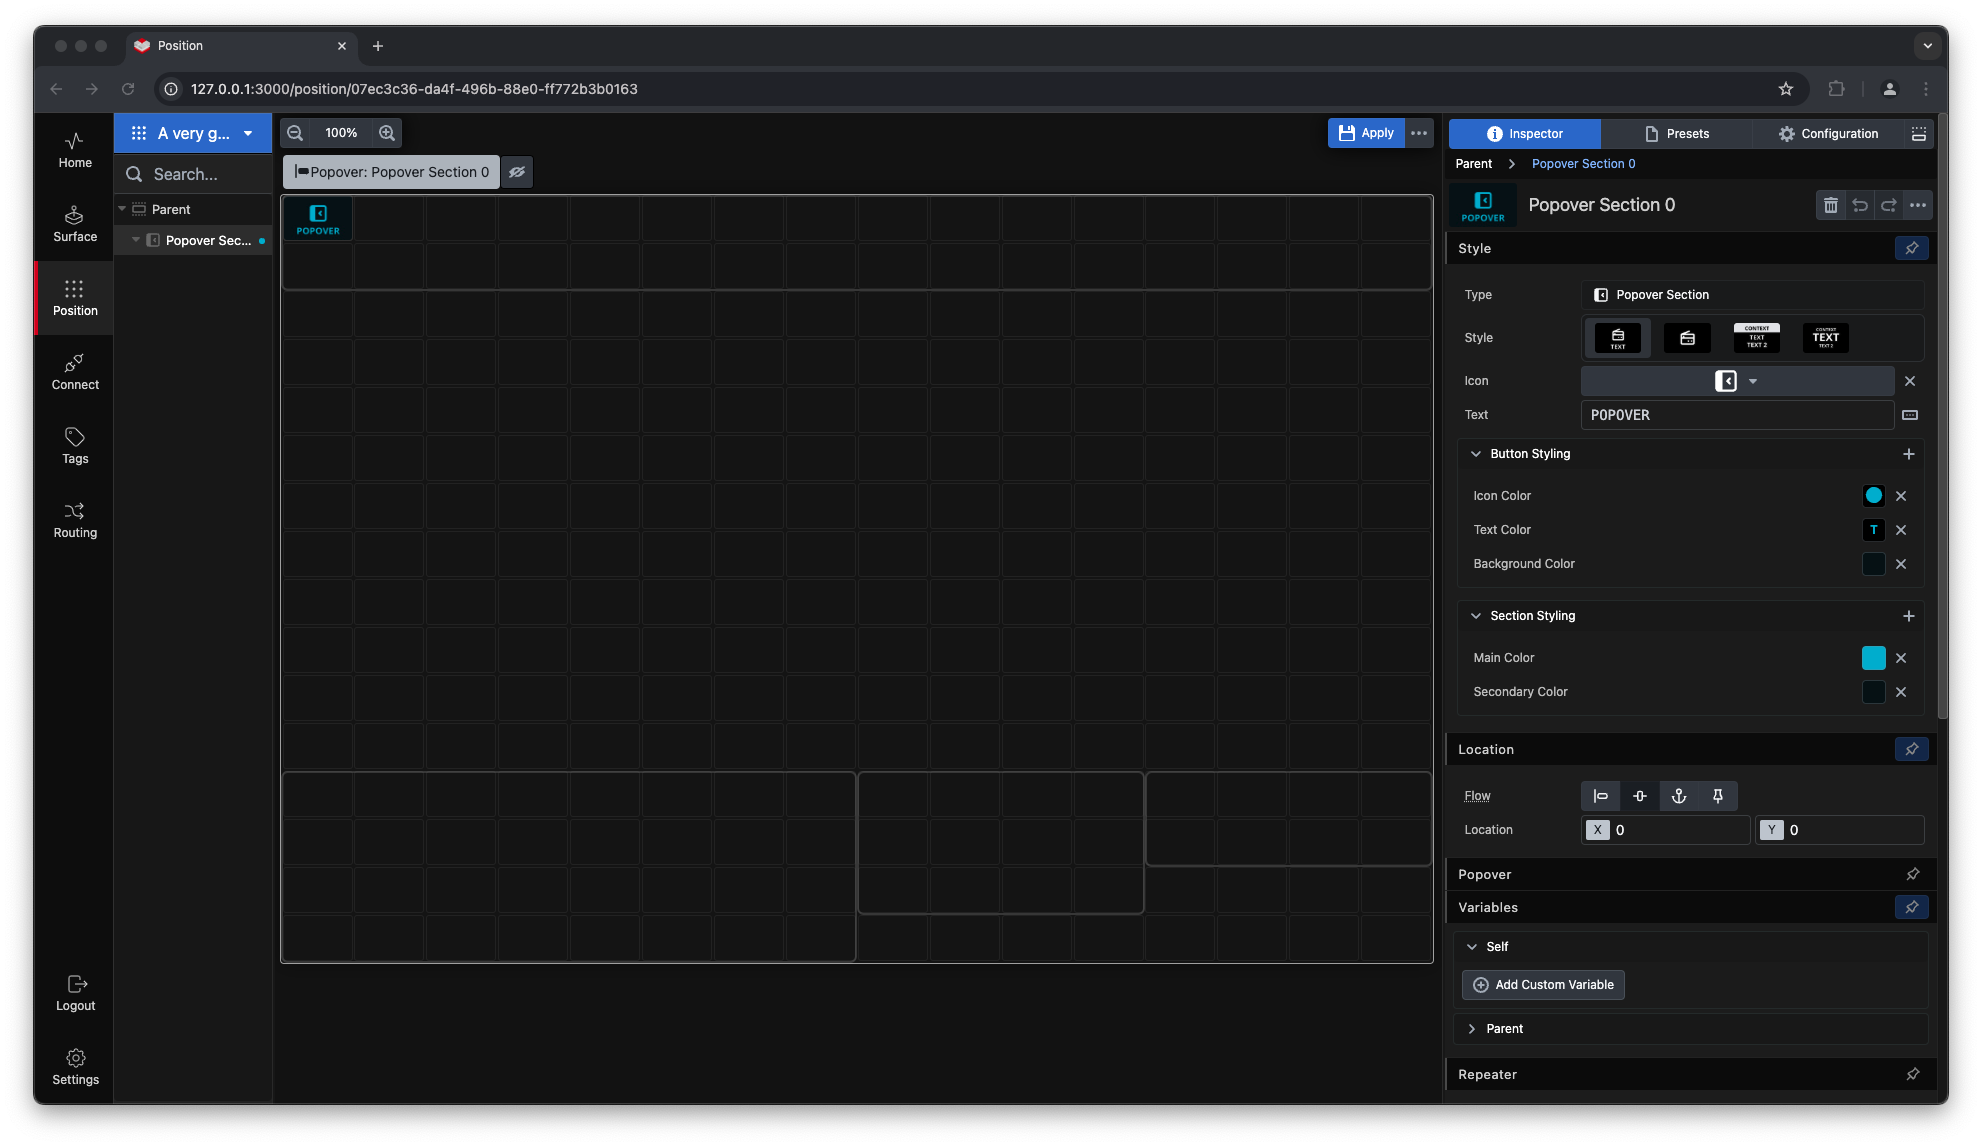 Position
127.0.0.1:3000/position/07ec3c36-da4f-496b-88e0-ff772b3b0163
Home
Surface
Position
Connect
Tags
Routing
Logout
Settings
A very g...
Search...
Parent
Popover Sec...
100%
Apply
Popover: Popover Section 0
POPOVER
Inspector
Presets
Configuration
Parent > Popover Section 0
POPOVER
Popover Section 0
Style
Type
Popover Section
Style
TEXT
CONTEXT
TEXT
TEXT 2
CONTEXT
TEXT
TEXT 2
Icon
Text
POPOVER
Button Styling
Icon Color
Text Color
T
Background Color
Section Styling
Main Color
Secondary Color
Location
Flow
Location
X 0
Y 0
Popover
Variables
Self
Add Custom Variable
Parent
Repeater